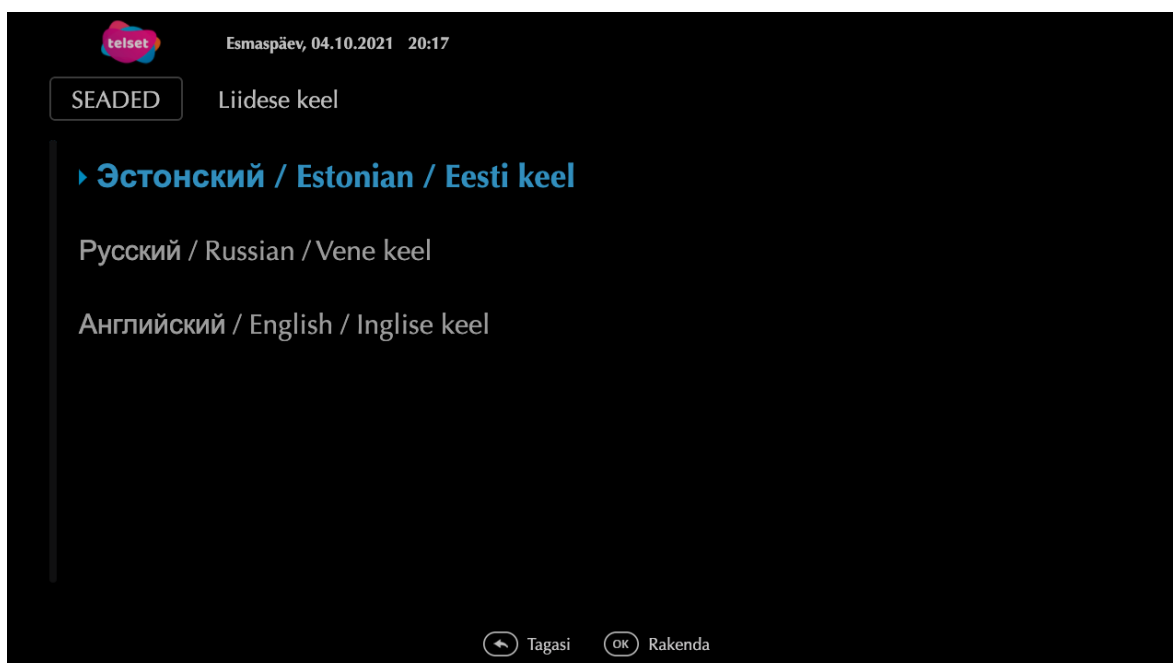 telset
Esmaspäev, 04.10.2021 20:17
SEADED Liidese keel
Эстонский / Estonian / Eesti keel
Русский / Russian / Vene keel
Английский / English / Inglise keel
Tagasi OK Rakenda